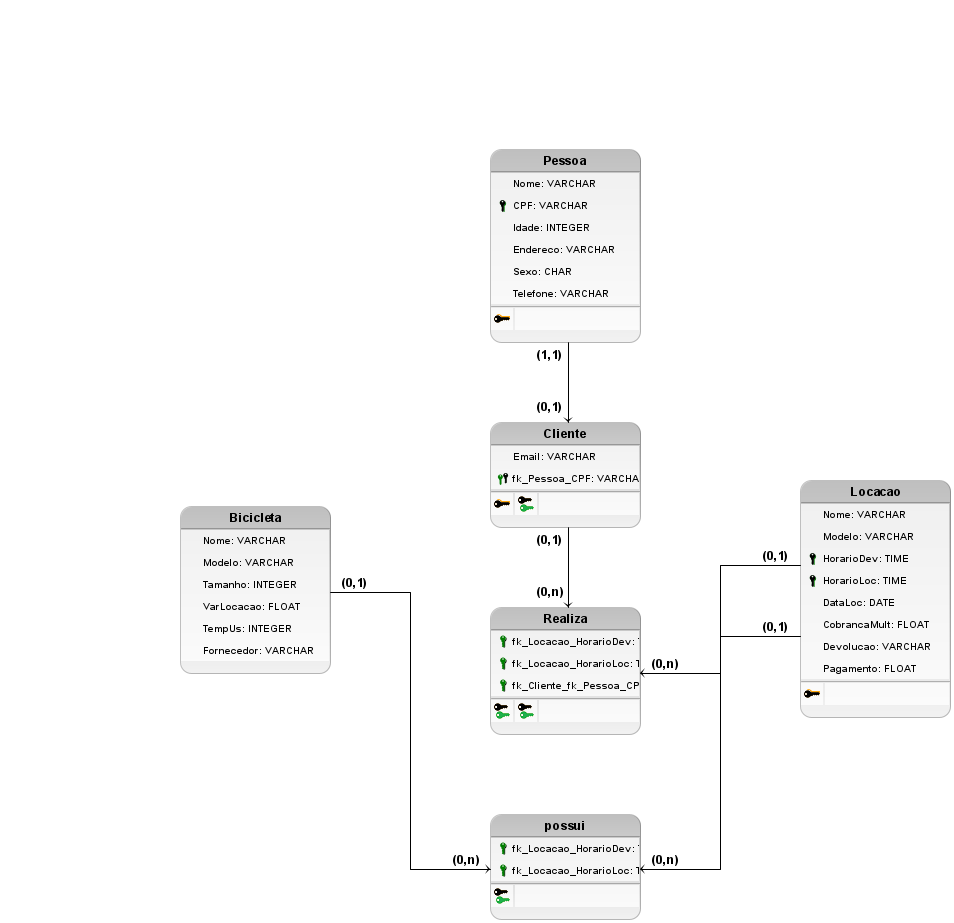 Pessoa
Nome: VARCHAR
CPF: VARCHAR
Idade: INTEGER
Endereco: VARCHAR
Sexo: CHAR
Telefone: VARCHAR
(1,1)
(0,1)
Cliente
Email: VARCHAR
fk_Pessoa_CPF: VARCHA
(0,1)
(0,n)
Bicicleta
Nome: VARCHAR
Modelo: VARCHAR
Tamanho: INTEGER
VarLocacao: FLOAT
TempUs: INTEGER
Fornecedor: VARCHAR
(0,1)
Locacao
Nome: VARCHAR
Modelo: VARCHAR
HorarioDev: TIME
HorarioLoc: TIME
DataLoc: DATE
CobrancaMult: FLOAT
Devolucao: VARCHAR
Pagamento: FLOAT
(0,1)
(0,1)
Realiza
fk_Locacao_HorarioDev: T
fk_Locacao_HorarioLoc: T
fk_Cliente_fk_Pessoa_CP
(0,n)
possui
fk_Locacao_HorarioDev: T
fk_Locacao_HorarioLoc: T
(0,n)
(0,n)